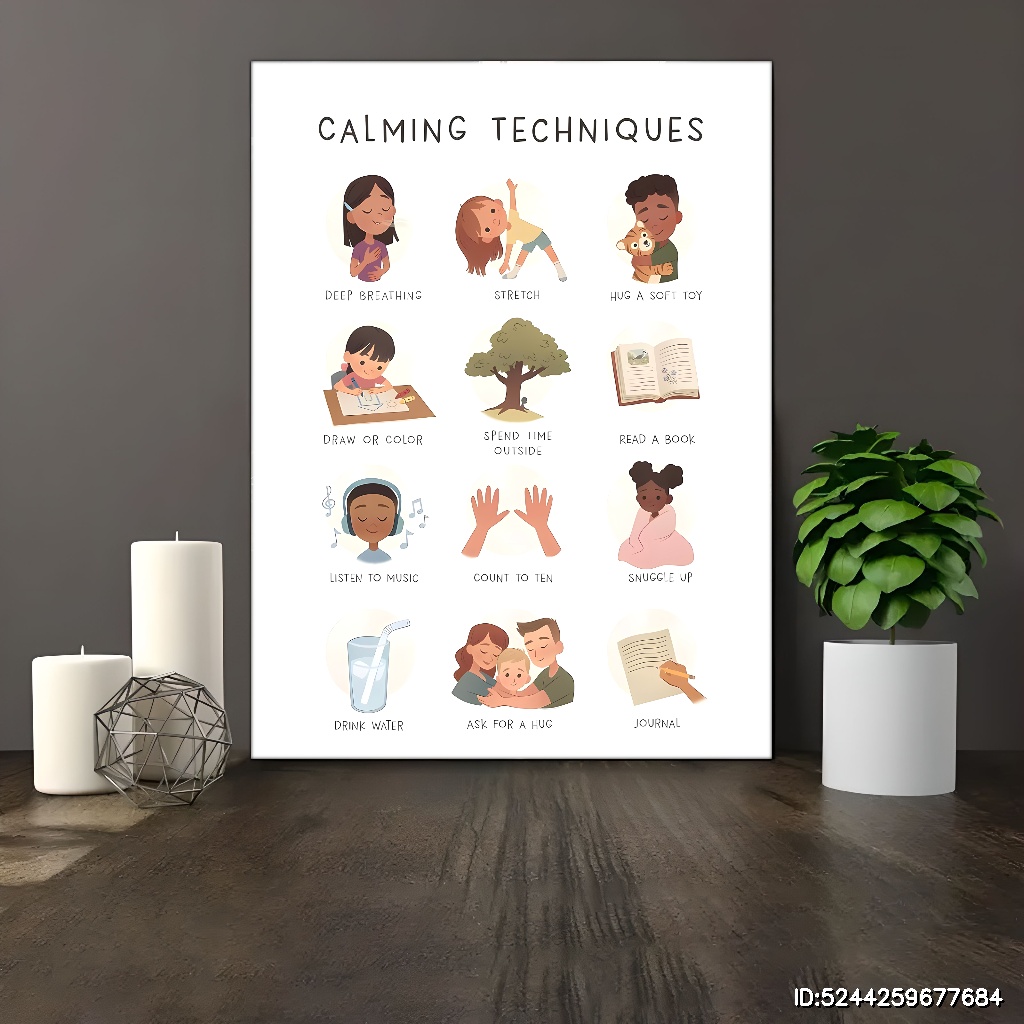 CALMING TECHNIQUES
DEEP BREATHING
STRETCH
HUG A SOFT TOY
DRAW OR COLOR
SPEND TIME
OUTSIDE
READ A BOOK
LISTEN TO MUSIC
COUNT TO TEN
SNUGGLE UP
DRINK WATER
ASK FOR A HUG
JOURNAL
ID:5244259677684